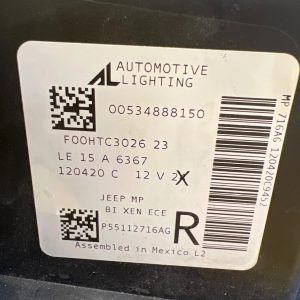 AL AUTOMOTIVE
LIGHTING
00534888150
F00HTC3026 23
LE 15 A 6367
120420 C 12 V 2X
JEEP MP
BI XEN ECE
P55112716AG
R
Assembled in Mexico L2
MP 716AG 120420C9452